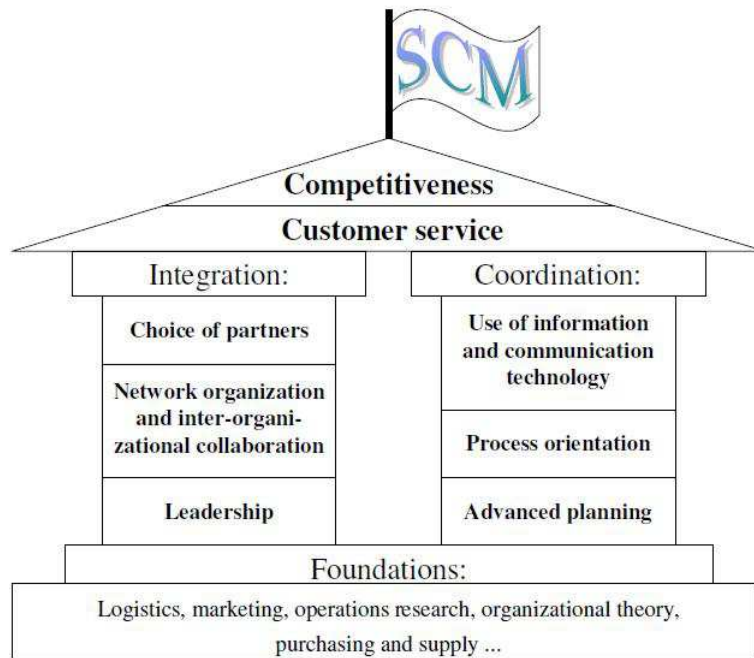 SCM
Competitiveness
Customer service
Integration:
Choice of partners
Network organization
and inter-organi-
zational collaboration
Leadership
Coordination:
Use of information
and communication
technology
Process orientation
Advanced planning
Foundations:
Logistics, marketing, operations research, organizational theory,
purchasing and supply ...